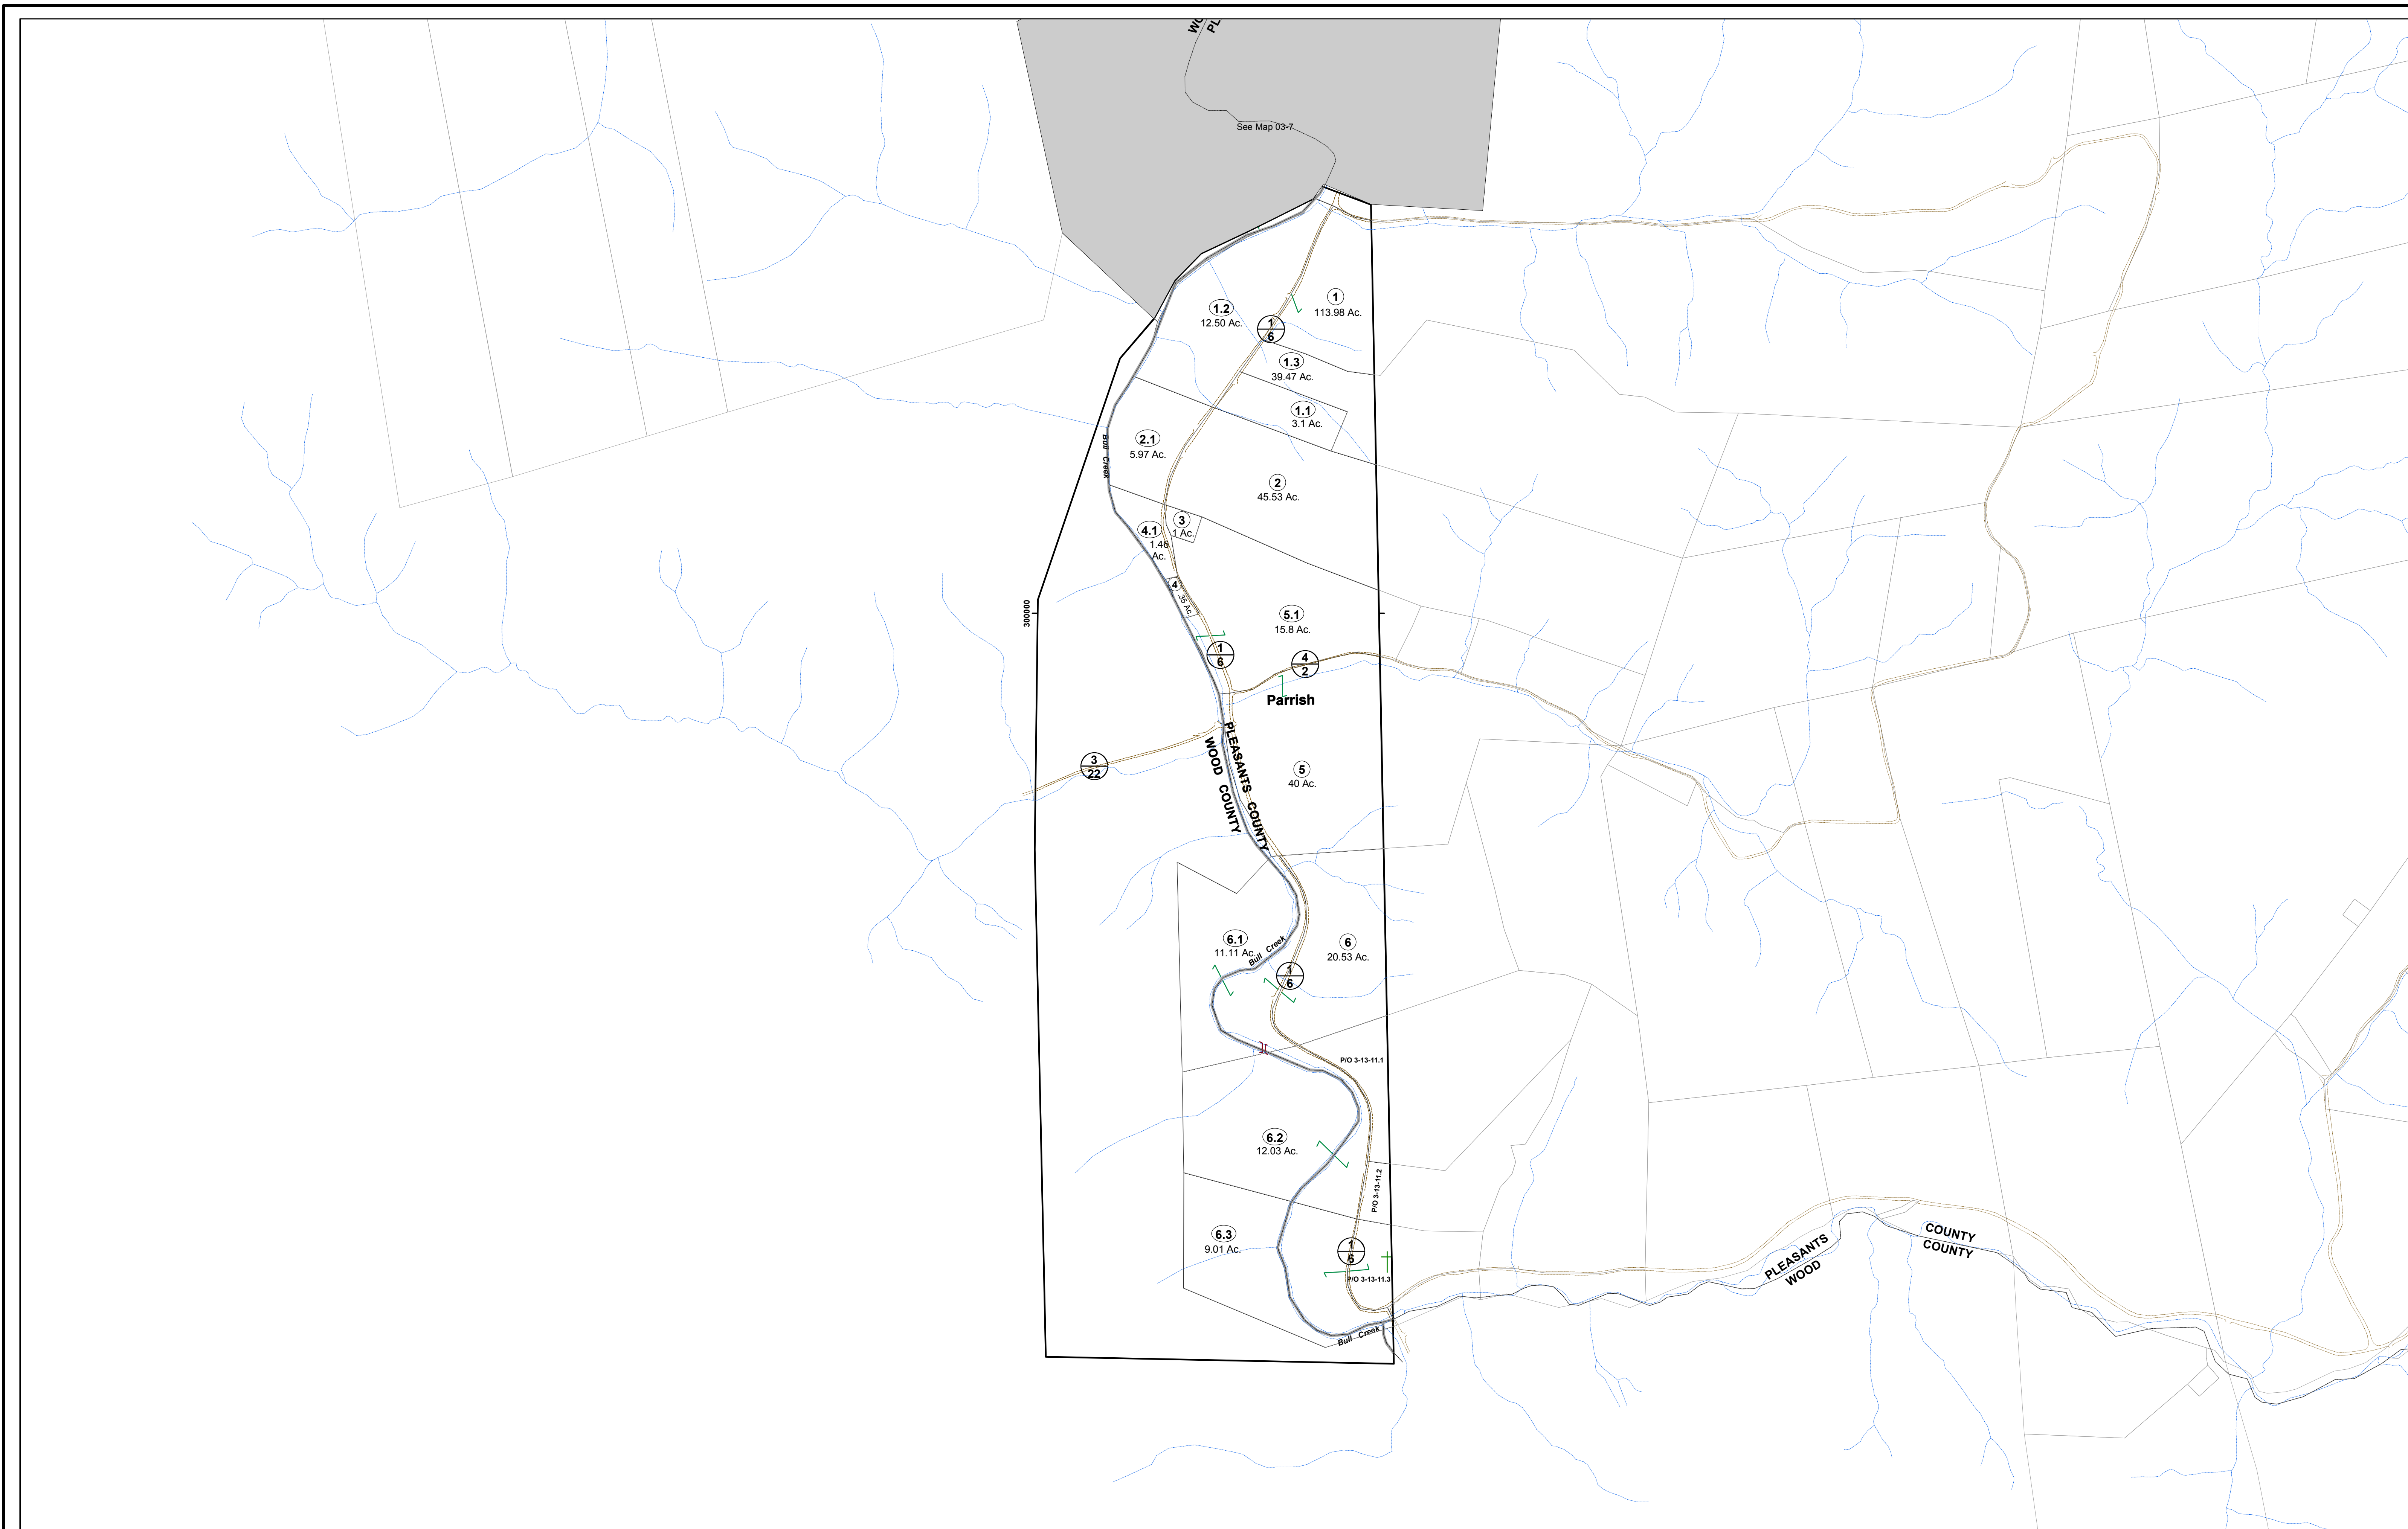 See Map 03-7
1
113.98 Ac.
1.2
12.50 Ac.
1
6
1.3
39.47 Ac.
1.1
3.1 Ac.
2.1
5.97 Ac.
Bull Creek
2
45.53 Ac.
3
1 Ac.
4.1
1.46
Ac.
4
.35 Ac.
300000
5.1
15.8 Ac.
1
6
4
2
Parrish
PLEASANTS COUNTY
WOOD COUNTY
3
22
5
40 Ac.
6.1
11.11 Ac.
Bull Creek
6
20.53 Ac.
1
6
P/O 3-13-11.1
6.2
12.03 Ac.
P/O 3-13-11.2
6.3
9.01 Ac.
1
6
P/O 3-13-11.3
Bull Creek
PLEASANTS COUNTY
WOOD COUNTY